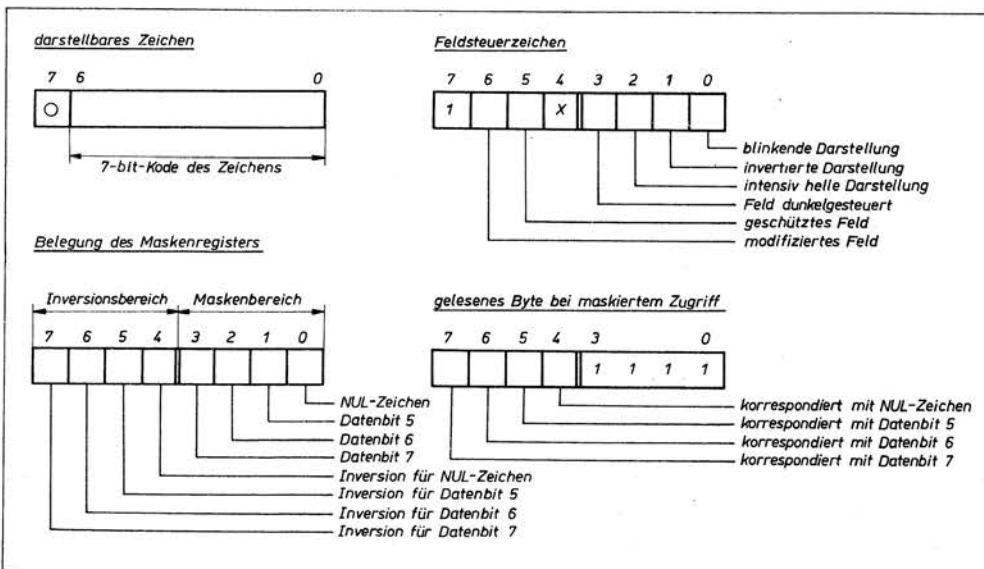 darstellbares Zeichen
7 6 0
O
7-bit-Kode des Zeichens
Feldsteuerzeichen
7 6 5 4 3 2 1 0
1 X
blinkende Darstellung
invertierte Darstellung
intensiv helle Darstellung
Feld dunkelgesteuert
geschütztes Feld
modifiziertes Feld
Belegung des Maskenregisters
Inversionsbereich Maskenbereich
7 6 5 4 3 2 1 0
NUL-Zeichen
Datenbit 5
Datenbit 6
Datenbit 7
Inversion für NUL-Zeichen
Inversion für Datenbit 5
Inversion für Datenbit 6
Inversion für Datenbit 7
gelesenes Byte bei maskiertem Zugriff
7 6 5 4 3 0
1 1 1 1
korrespondiert mit NUL-Zeichen
korrespondiert mit Datenbit 5
korrespondiert mit Datenbit 6
korrespondiert mit Datenbit 7